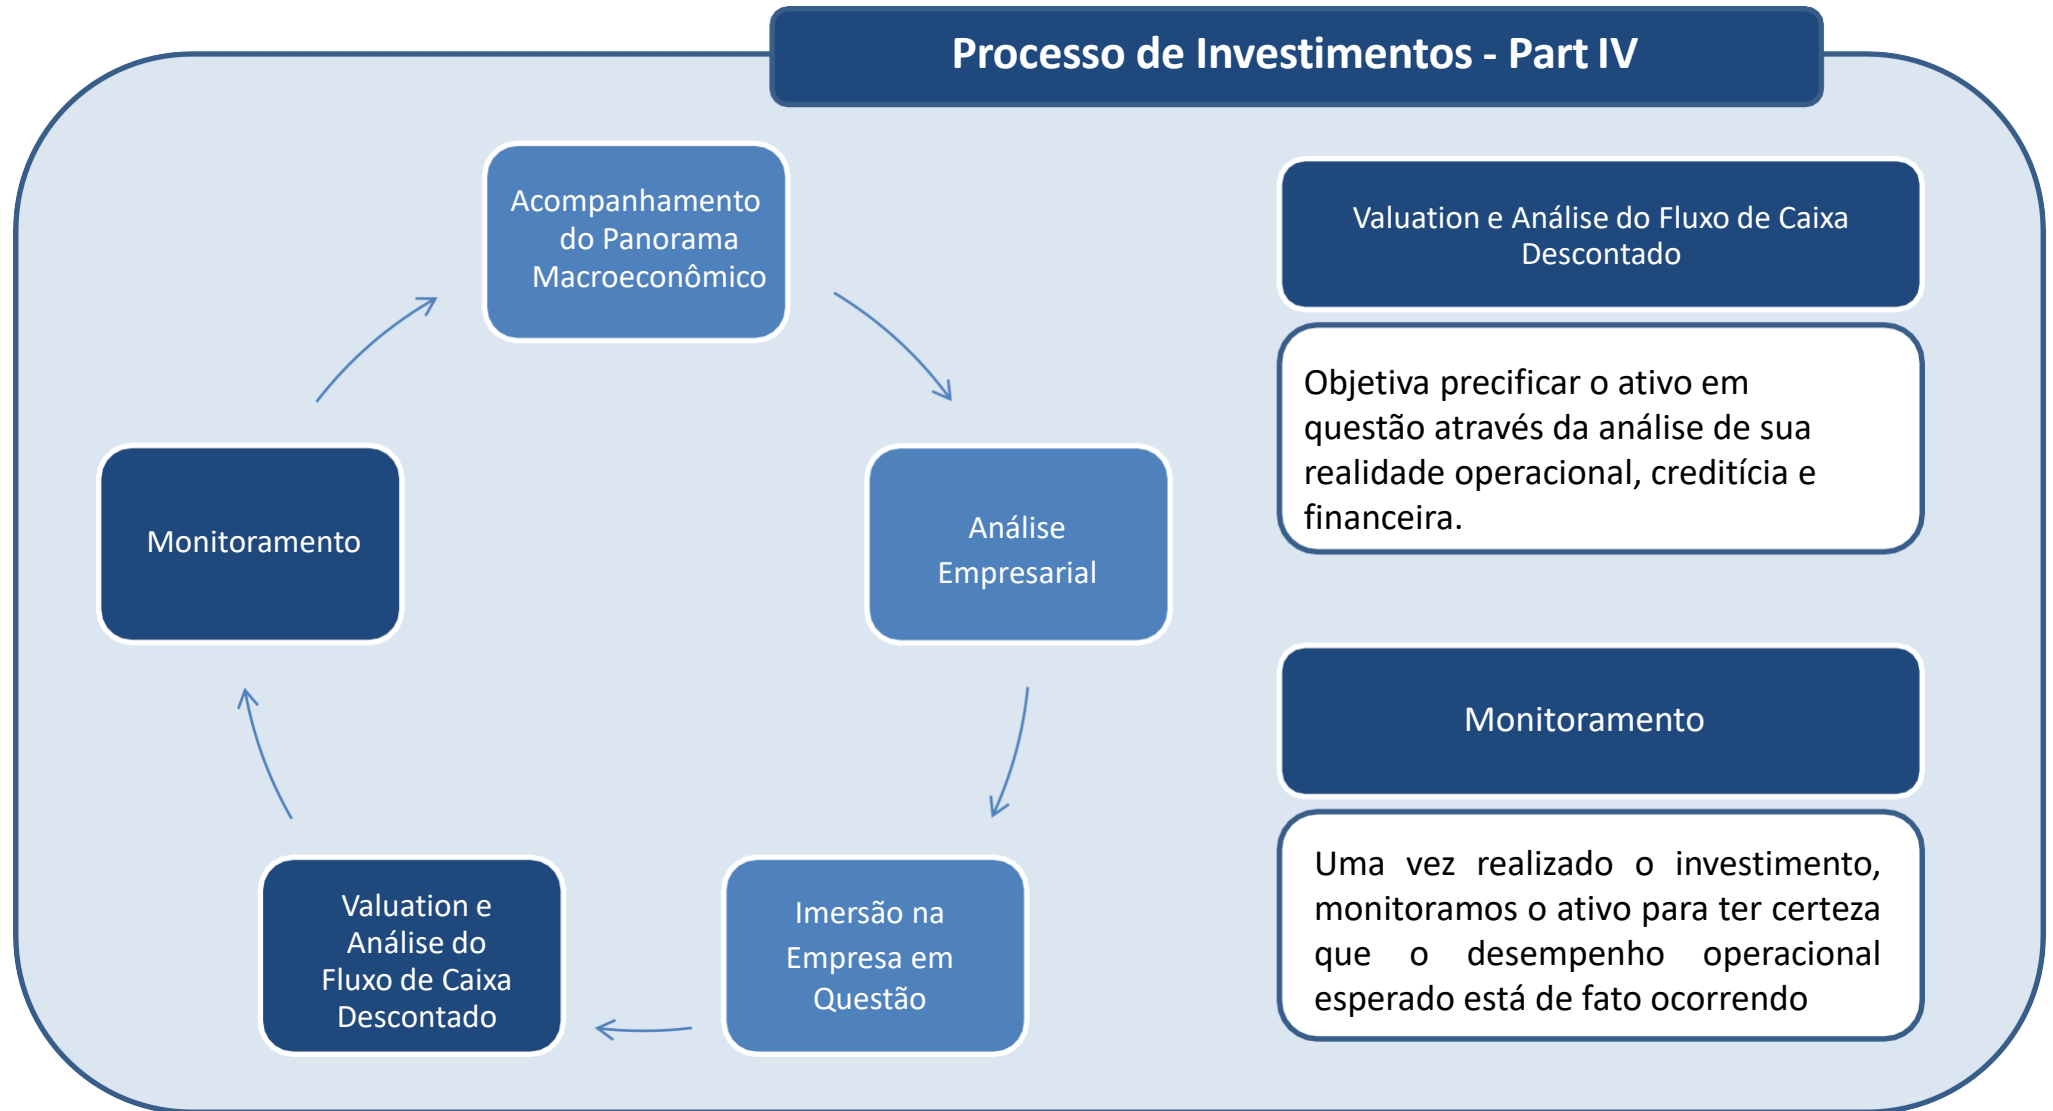 Processo de Investimentos - Part IV
Acompanhamento
do Panorama
Macroeconômico
Análise
Empresarial
Imersão na
Empresa em
Questão
Valuation e
Análise do
Fluxo de Caixa
Descontado
Monitoramento
Valuation e Análise do Fluxo de Caixa
Descontado
Objetiva precificar o ativo em
questão através da análise de sua
realidade operacional, creditícia e
financeira.
Monitoramento
Uma vez realizado o investimento,
monitoramos o ativo para ter certeza
que o desempenho operacional
esperado está de fato ocorrendo